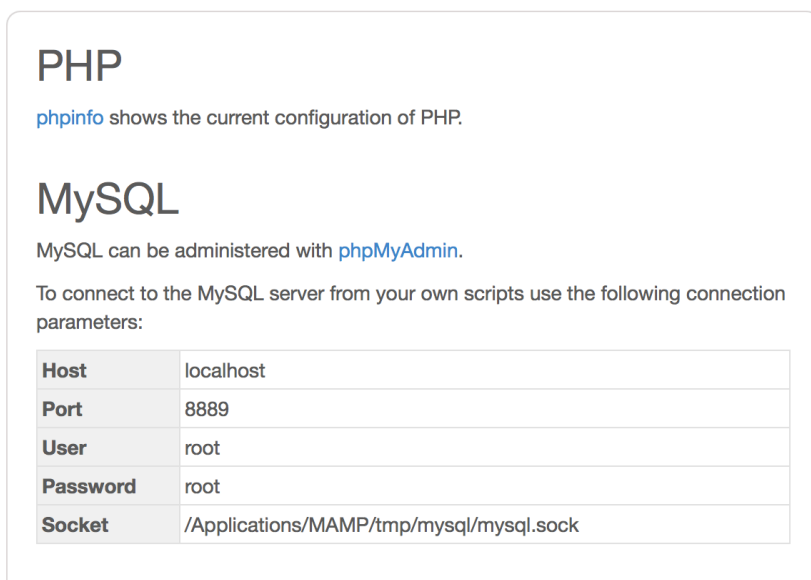 PHP
phpinfo shows the current configuration of PHP.
MySQL
MySQL can be administered with phpMyAdmin.
To connect to the MySQL server from your own scripts use the following connection
parameters:
Host localhost
Port 8889
User root
Password root
Socket /Applications/MAMP/tmp/mysql/mysql.sock